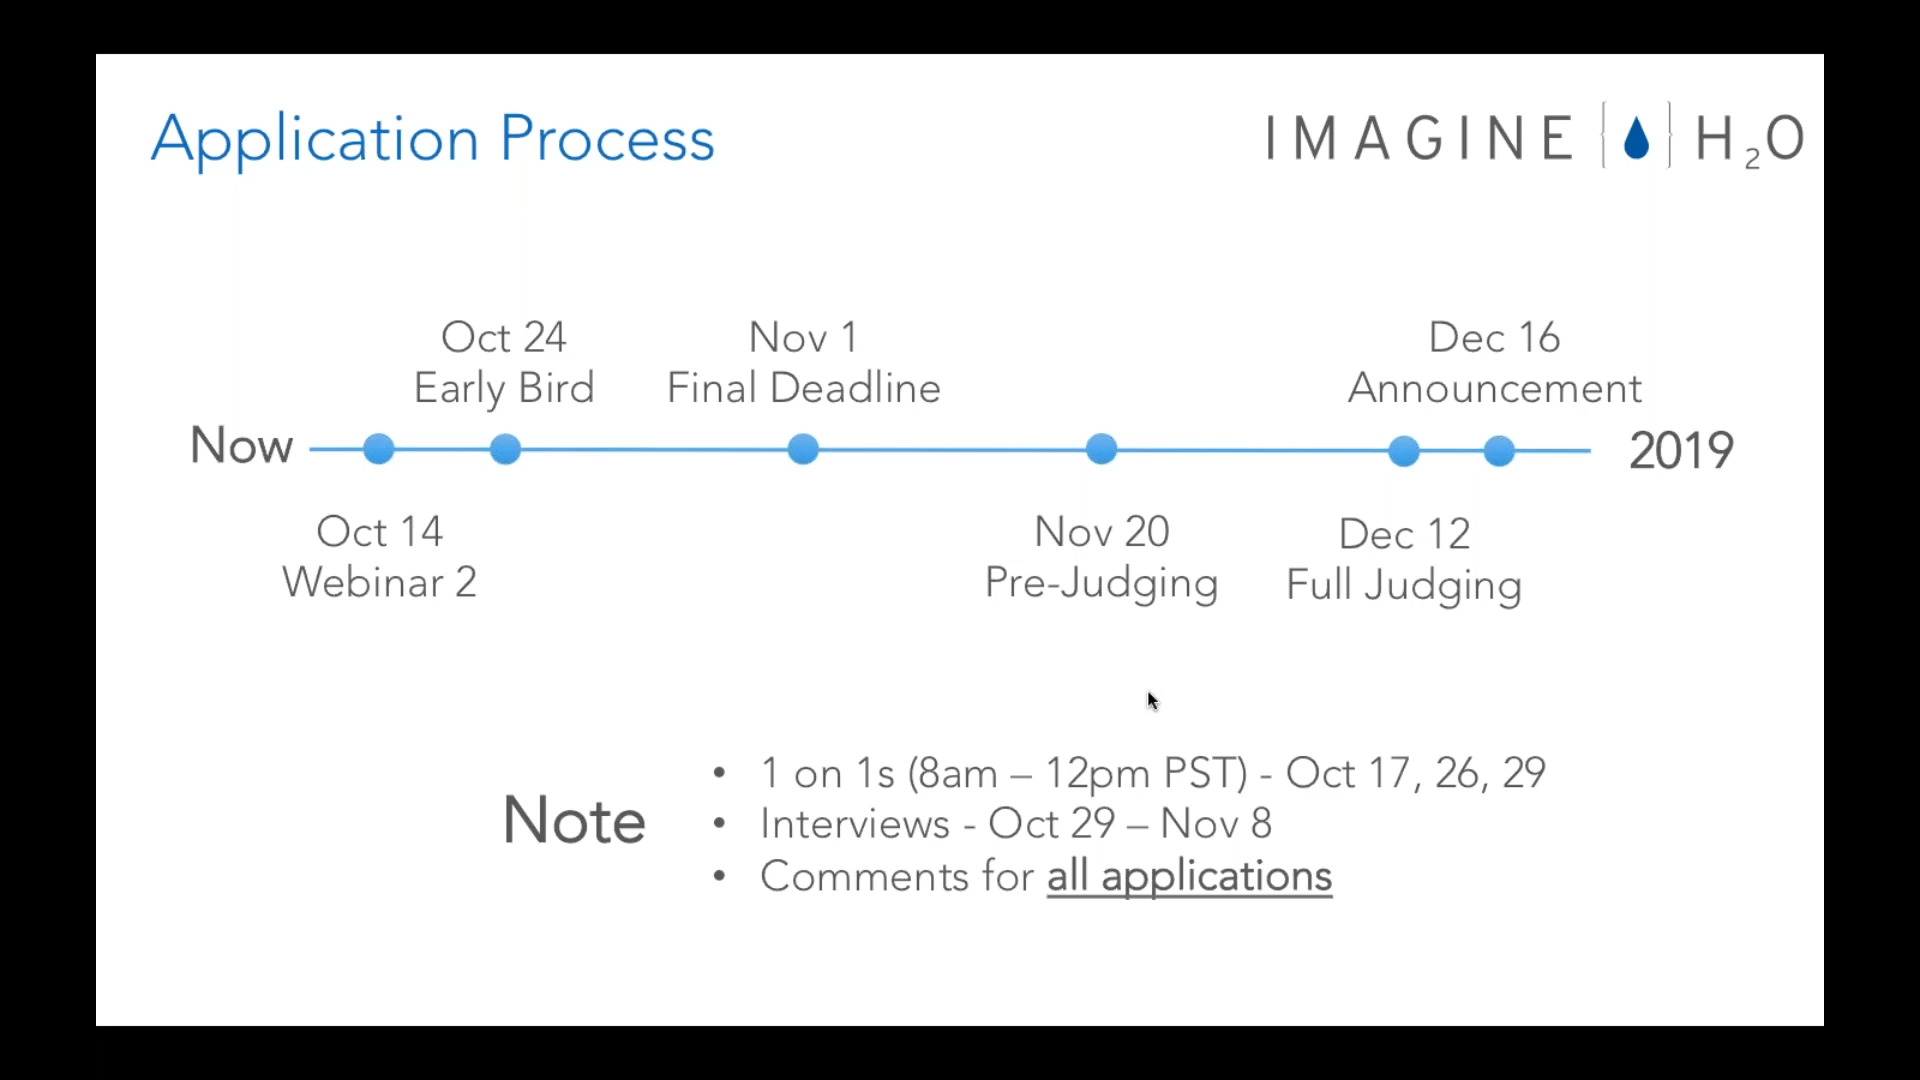 Application Process
IMAGINE H₂O
Oct 24
Early Bird
Nov 1
Final Deadline
Dec 16
Announcement
Now
2019
Oct 14
Webinar 2
Nov 20
Pre-Judging
Dec 12
Full Judging
Note
• 1 on 1s (8am – 12pm PST) - Oct 17, 26, 29
• Interviews - Oct 29 – Nov 8
• Comments for all applications